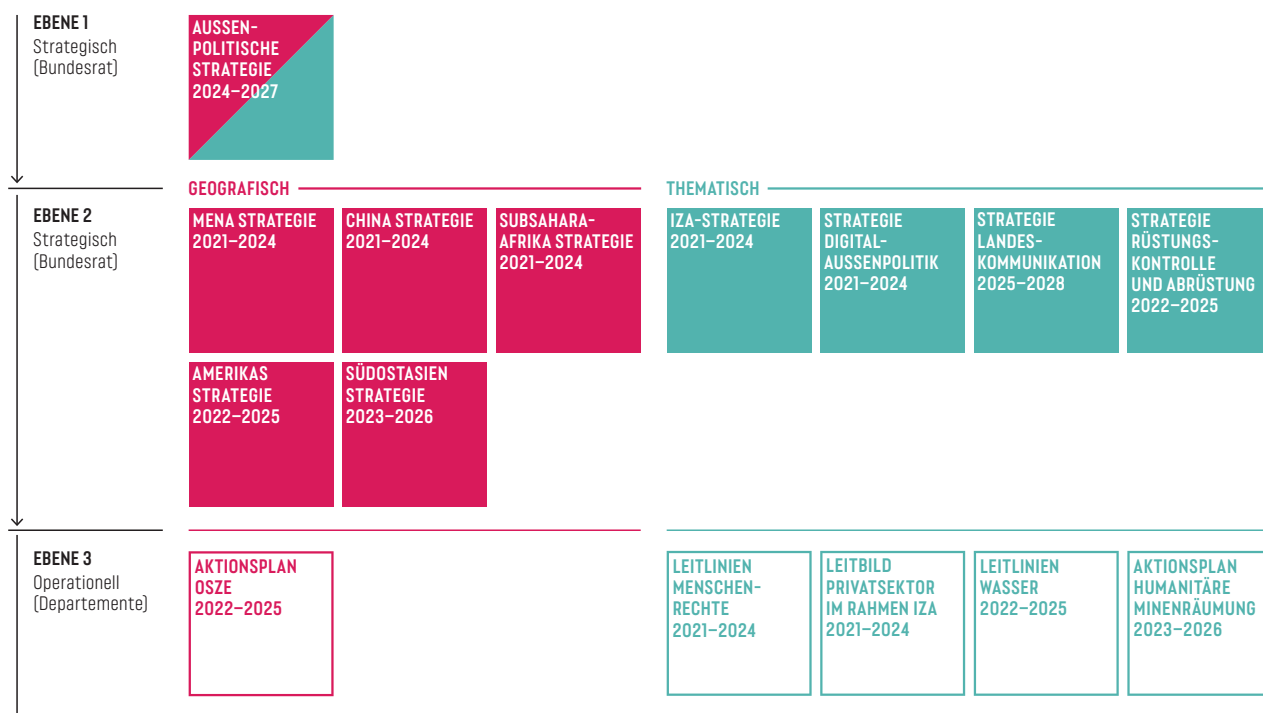 EBENE 1
Strategisch
(Bundesrat)
AUSSEN-
POLITISCHE
STRATEGIE
2024–2027
GEOGRAFISCH
THEMATISCH
EBENE 2
Strategisch
(Bundesrat)
MENA STRATEGIE
2021–2024
CHINA STRATEGIE
2021–2024
SUBSAHARA-
AFRIKA STRATEGIE
2021–2024
IZA-STRATEGIE
2021–2024
STRATEGIE
DIGITAL-
AUSSENPOLITIK
2021–2024
STRATEGIE
LANDES-
KOMMUNIKATION
2025–2028
STRATEGIE
RÜSTUNGS-
KONTROLLE
UND ABRÜSTUNG
2022–2025
AMERIKAS
STRATEGIE
2022–2025
SÜDOSTASIEN
STRATEGIE
2023–2026
EBENE 3
Operationell
(Departemente)
AKTIONSPLAN
OSZE
2022–2025
LEITLINIEN
MENSCHEN-
RECHTE
2021–2024
LEITBILD
PRIVATSEKTOR
IM RAHMEN IZA
2021–2024
LEITLINIEN
WASSER
2022–2025
AKTIONSPLAN
HUMANITÄRE
MINENRÄUMUNG
2023–2026